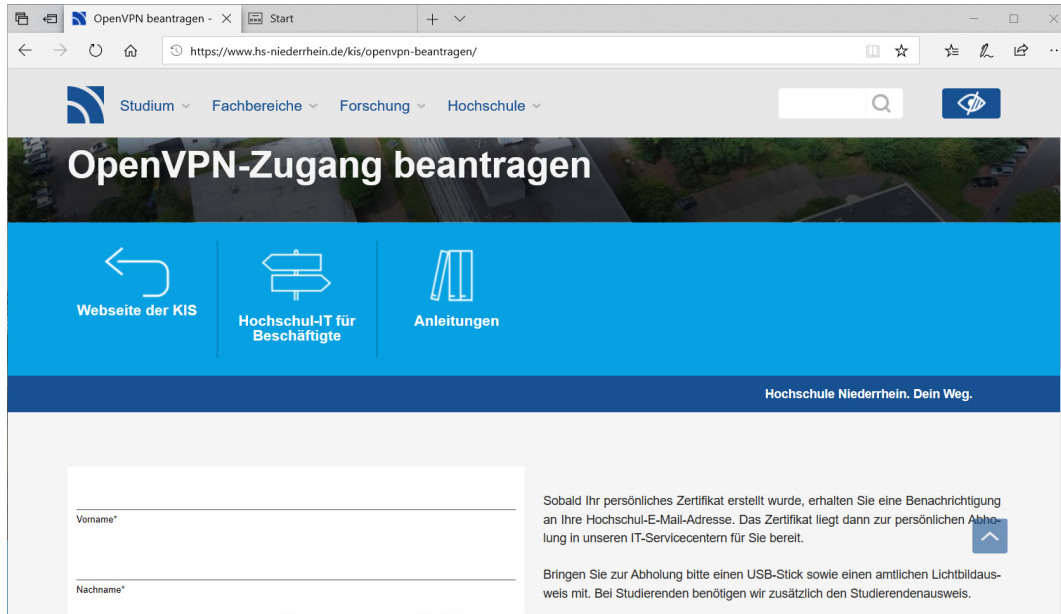 OpenVPN beantragen -
Start
https://www.hs-niederrhein.de/kis/openvpn-beantragen/
Studium
Fachbereiche
Forschung
Hochschule
OpenVPN-Zugang beantragen
Webseite der KIS
Hochschul-IT für
Beschäftigte
Anleitungen
Hochschule Niederrhein. Dein Weg.
Vorname*
Nachname*
Sobald Ihr persönliches Zertifikat erstellt wurde, erhalten Sie eine Benachrichtigung
an Ihre Hochschul-E-Mail-Adresse. Das Zertifikat liegt dann zur persönlichen Abho-
lung in unseren IT-Servicecentern für Sie bereit.
Bringen Sie zur Abholung bitte einen USB-Stick sowie einen amtlichen Lichtbildaus-
weis mit. Bei Studierenden benötigen wir zusätzlich den Studierendenausweis.